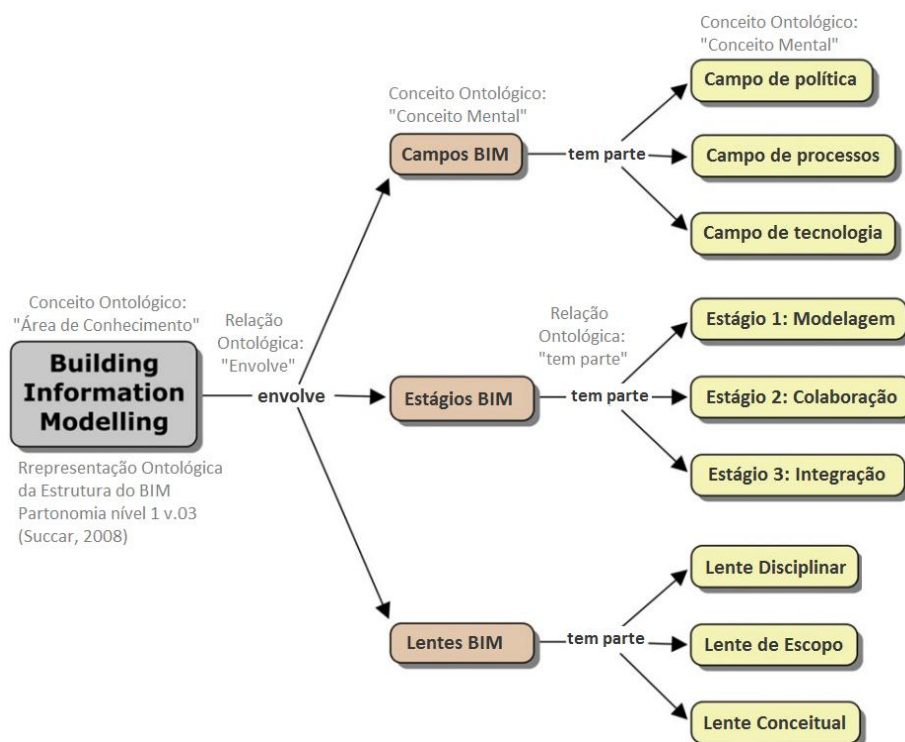 Conceito Ontológico:
"Conceito Mental"
Campo de política
Conceito Ontológico:
"Conceito Mental"
Campos BIM
tem parte
Campo de processos
Campo de tecnologia
Conceito Ontológico:
"Área de Conhecimento"
Relação
Ontológica:
"Envolve"
Relação
Ontológica:
"tem parte"
Estágio 1: Modelagem
Building
Information
Modelling
envolve
Estágios BIM
tem parte
Estágio 2: Colaboração
Estágio 3: Integração
Rrepresentação Ontológica
da Estrutura do BIM
Partonomia nível 1 v.03
(Succar, 2008)
Lente Disciplinar
Lentes BIM
tem parte
Lente de Escopo
Lente Conceitual